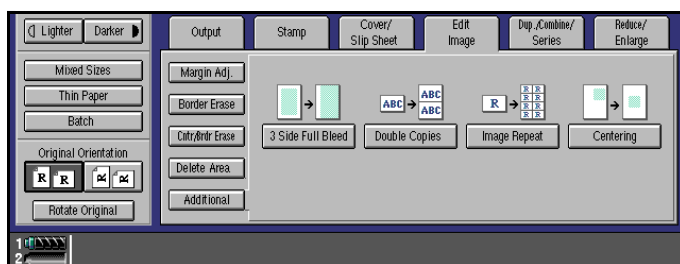 Lighter Darker
Mixed Sizes
Thin Paper
Batch
Original Orientation
R R R R
Rotate Original
Output
Stamp
Cover/
Slip Sheet
Edit
Image
Dup./Combine/
Series
Reduce/
Enlarge
Margin Adj.
Border Erase
Cntr/Brdr Erase
Delete Area
Additional
3 Side Full Bleed
ABC ABC
ABC
Double Copies
R R R
R R
R R
R R
Image Repeat
Centering
1
2